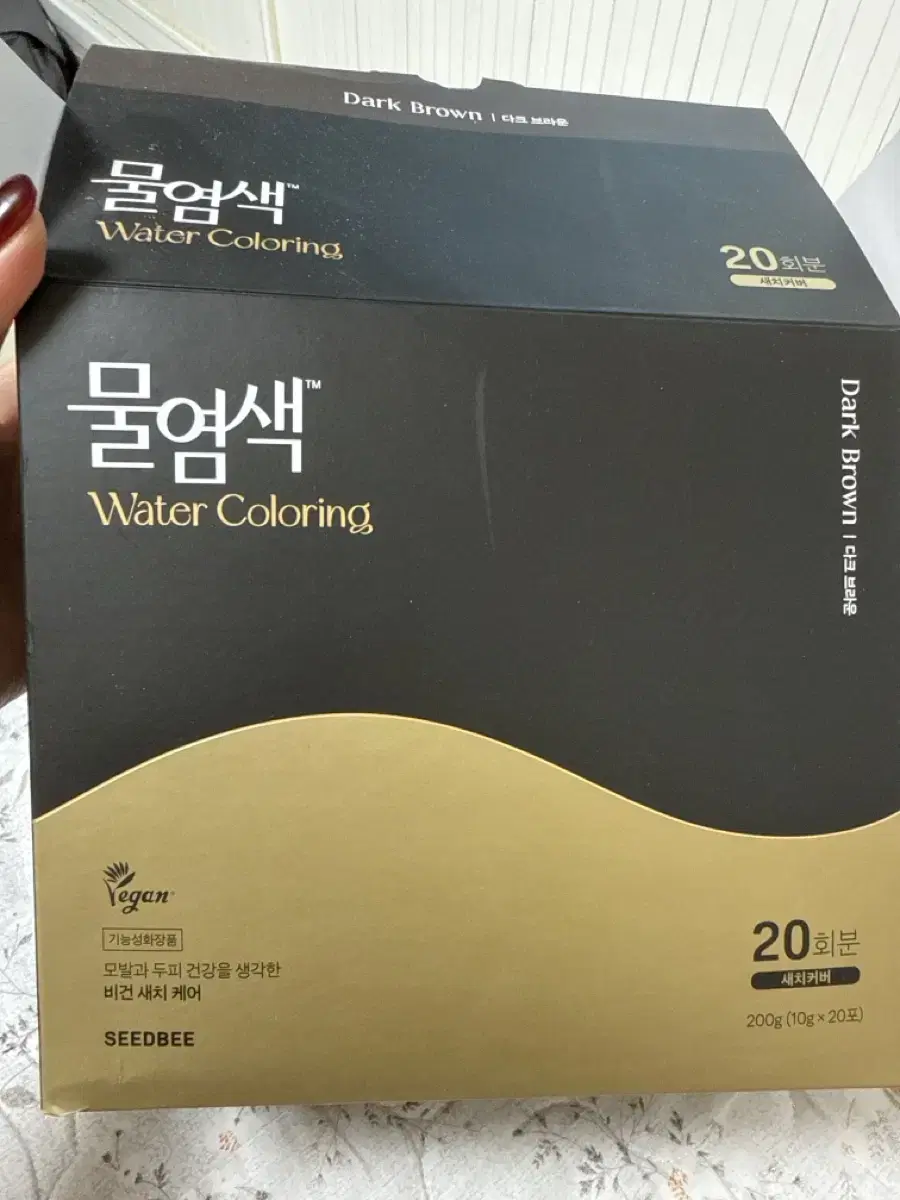 Dark Brown | 다크 브라운
물염색™
Water Coloring
20회분
새치커버
물염색™
Water Coloring
Dark Brown | 다크 브라운
Vegan
기능성화장품
모발과 두피 건강을 생각한
비건 새치 케어
SEEDBEE
20회분
새치커버
200g (10g × 20포)